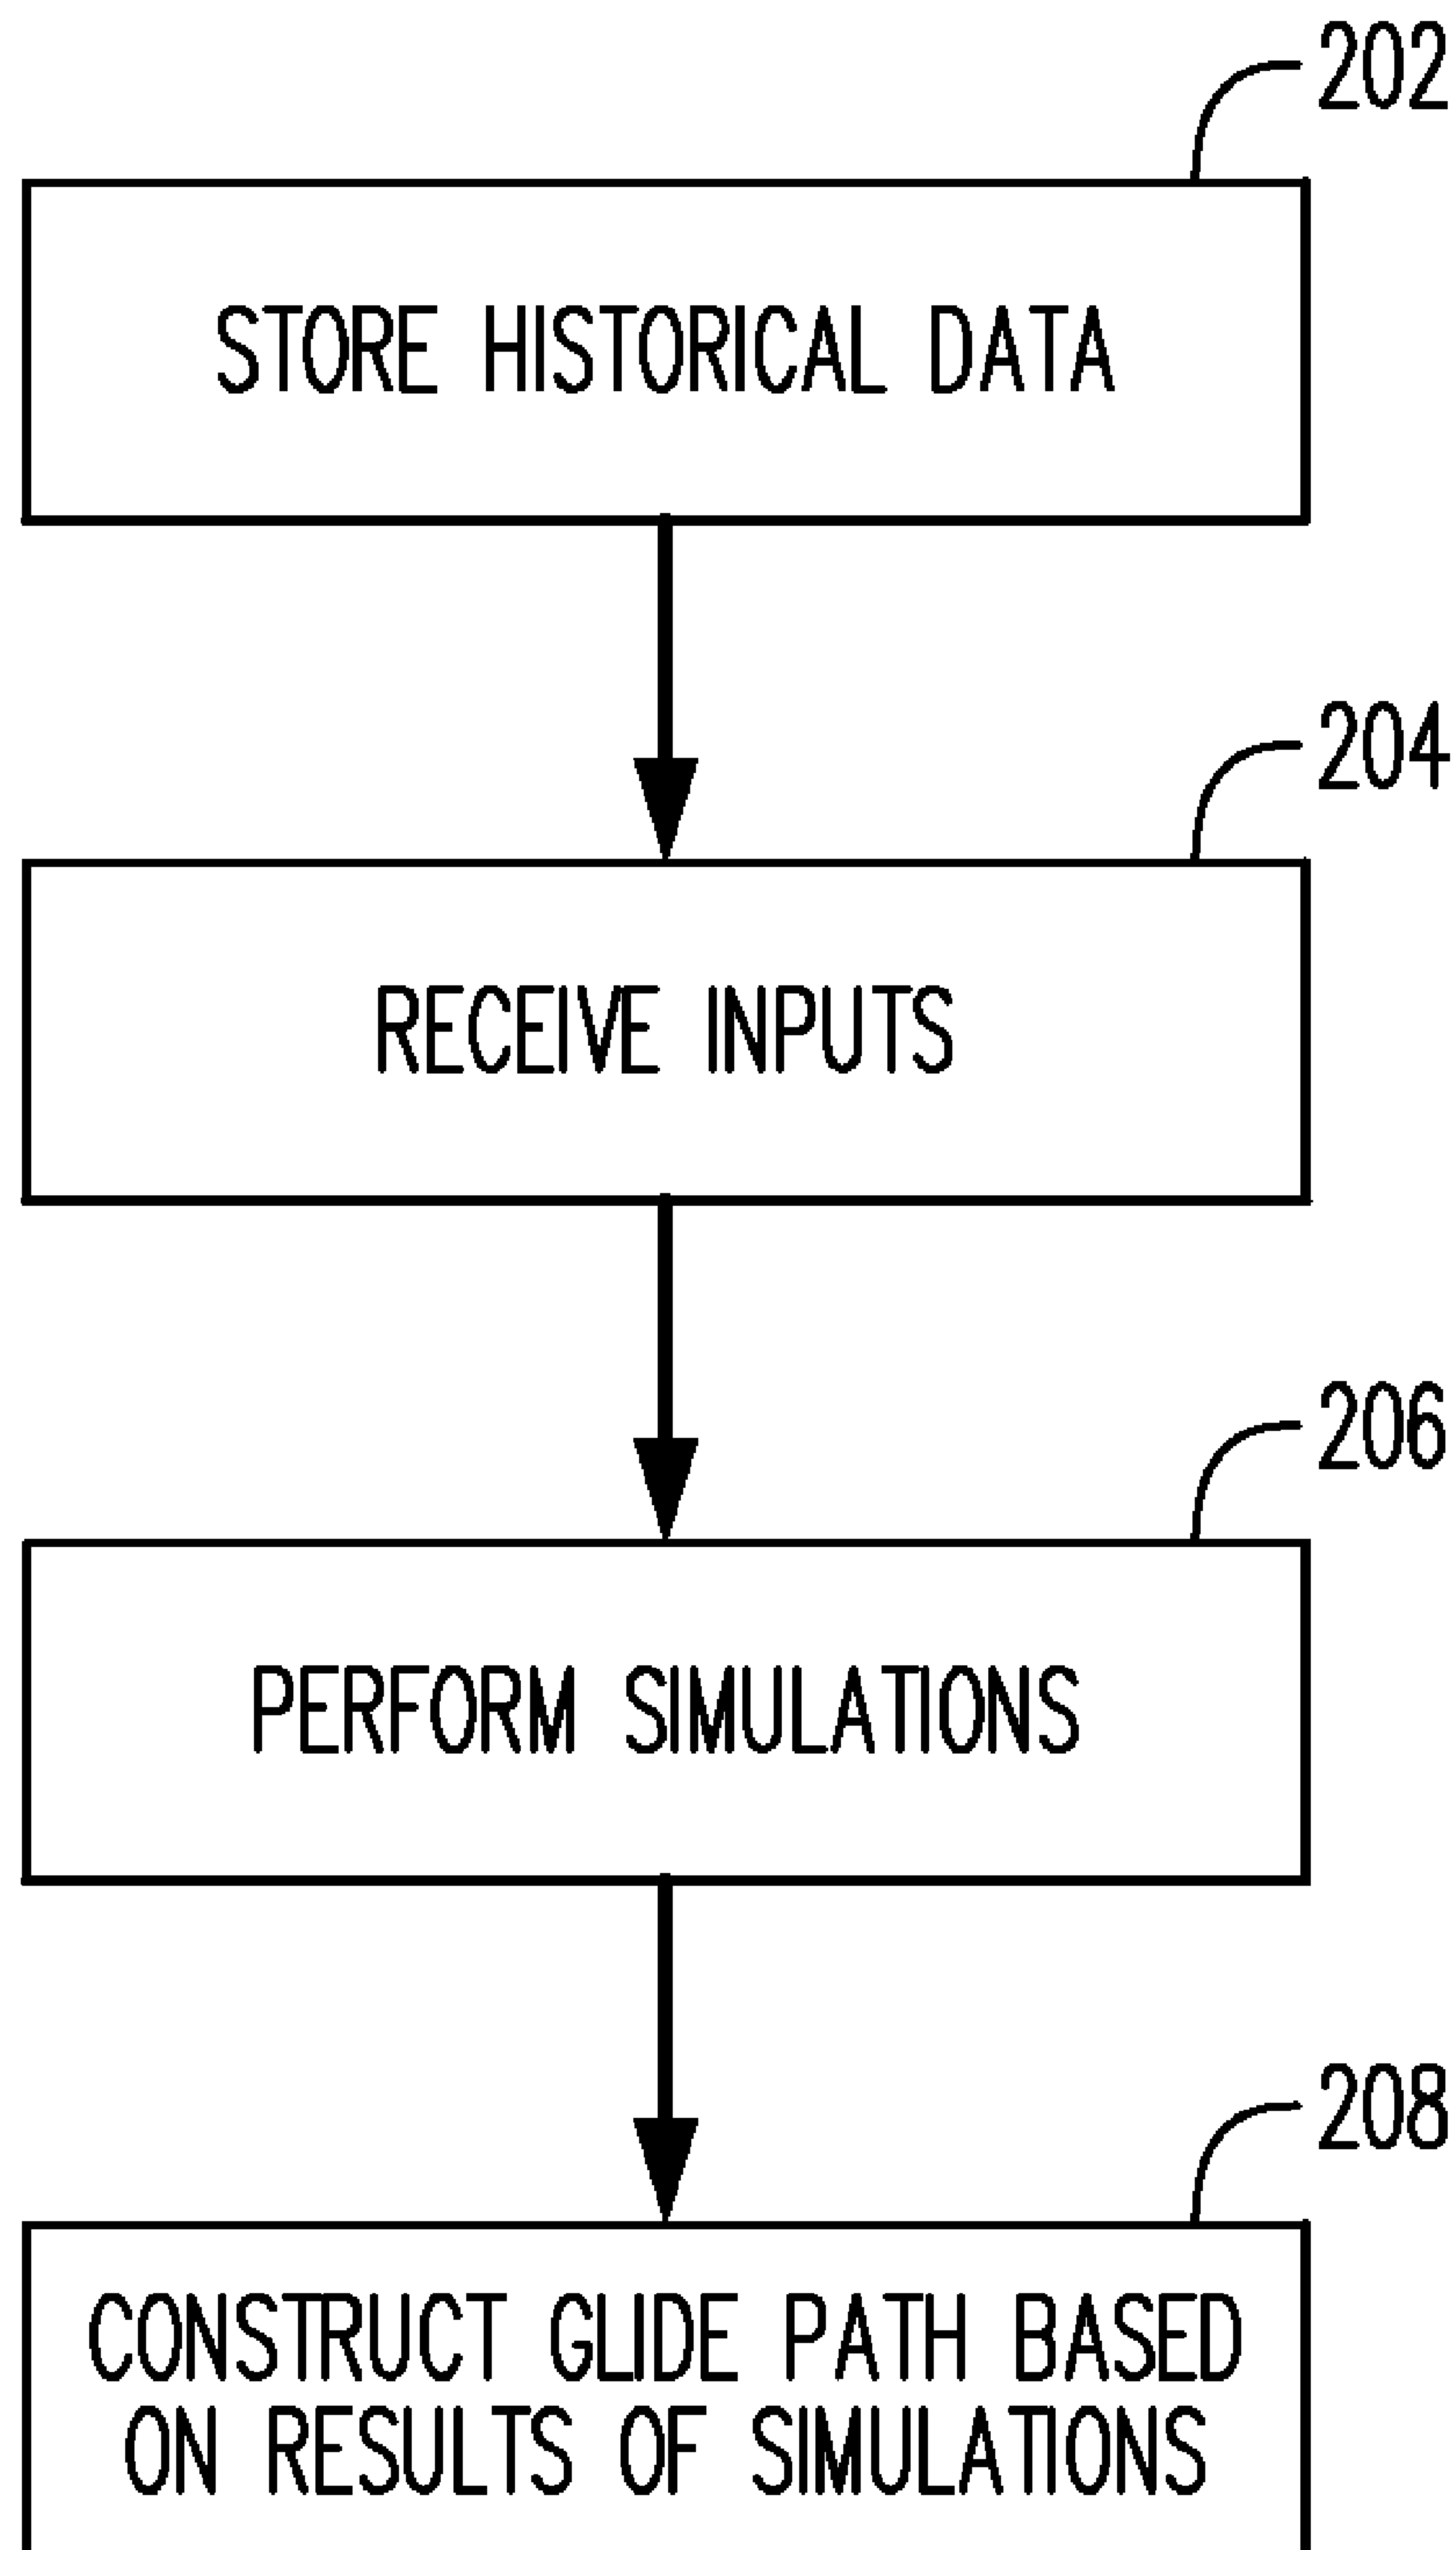 202
STORE HISTORICAL DATA
204
RECEIVE INPUTS
206
PERFORM SIMULATIONS
208
CONSTRUCT GLIDE PATH BASED
ON RESULTS OF SIMULATIONS